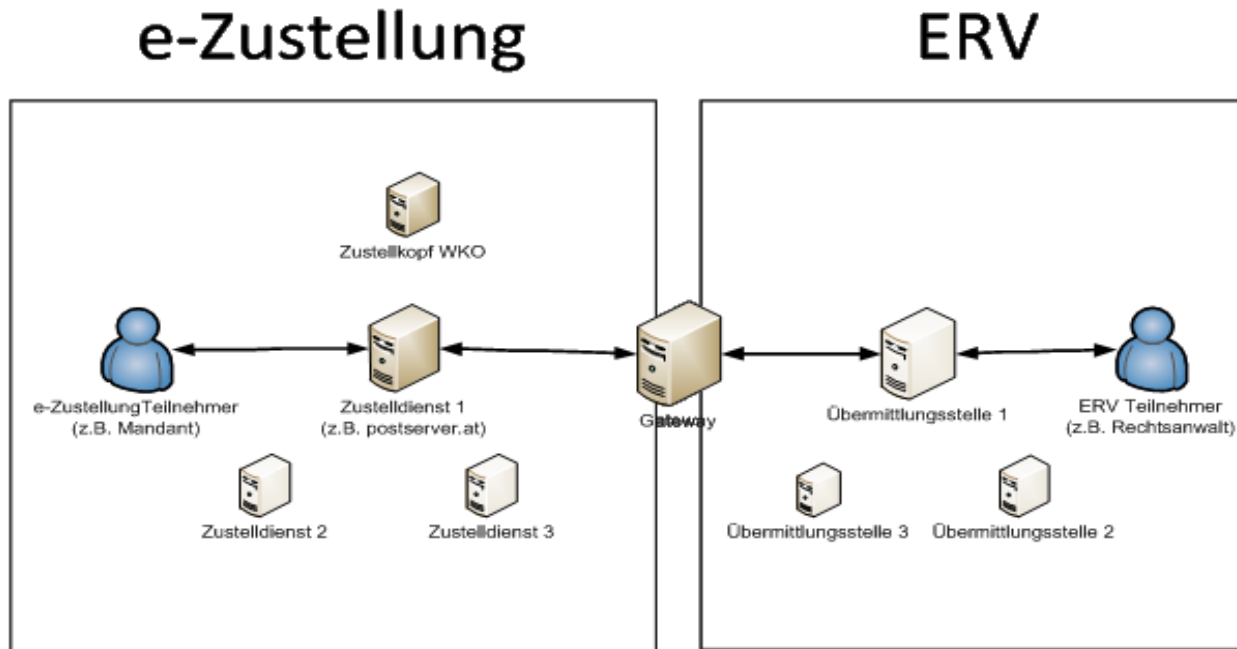 e-Zustellung
ERV
Zustellkopf WKO
e-ZustellungTeilnehmer
(z.B. Mandant)
Zustelldienst 1
(z.B. postserver.at)
Gateway
Übermittlungsstelle 1
ERV Teilnehmer
(z.B. Rechtsanwalt)
Zustelldienst 2
Zustelldienst 3
Übermittlungsstelle 3
Übermittlungsstelle 2